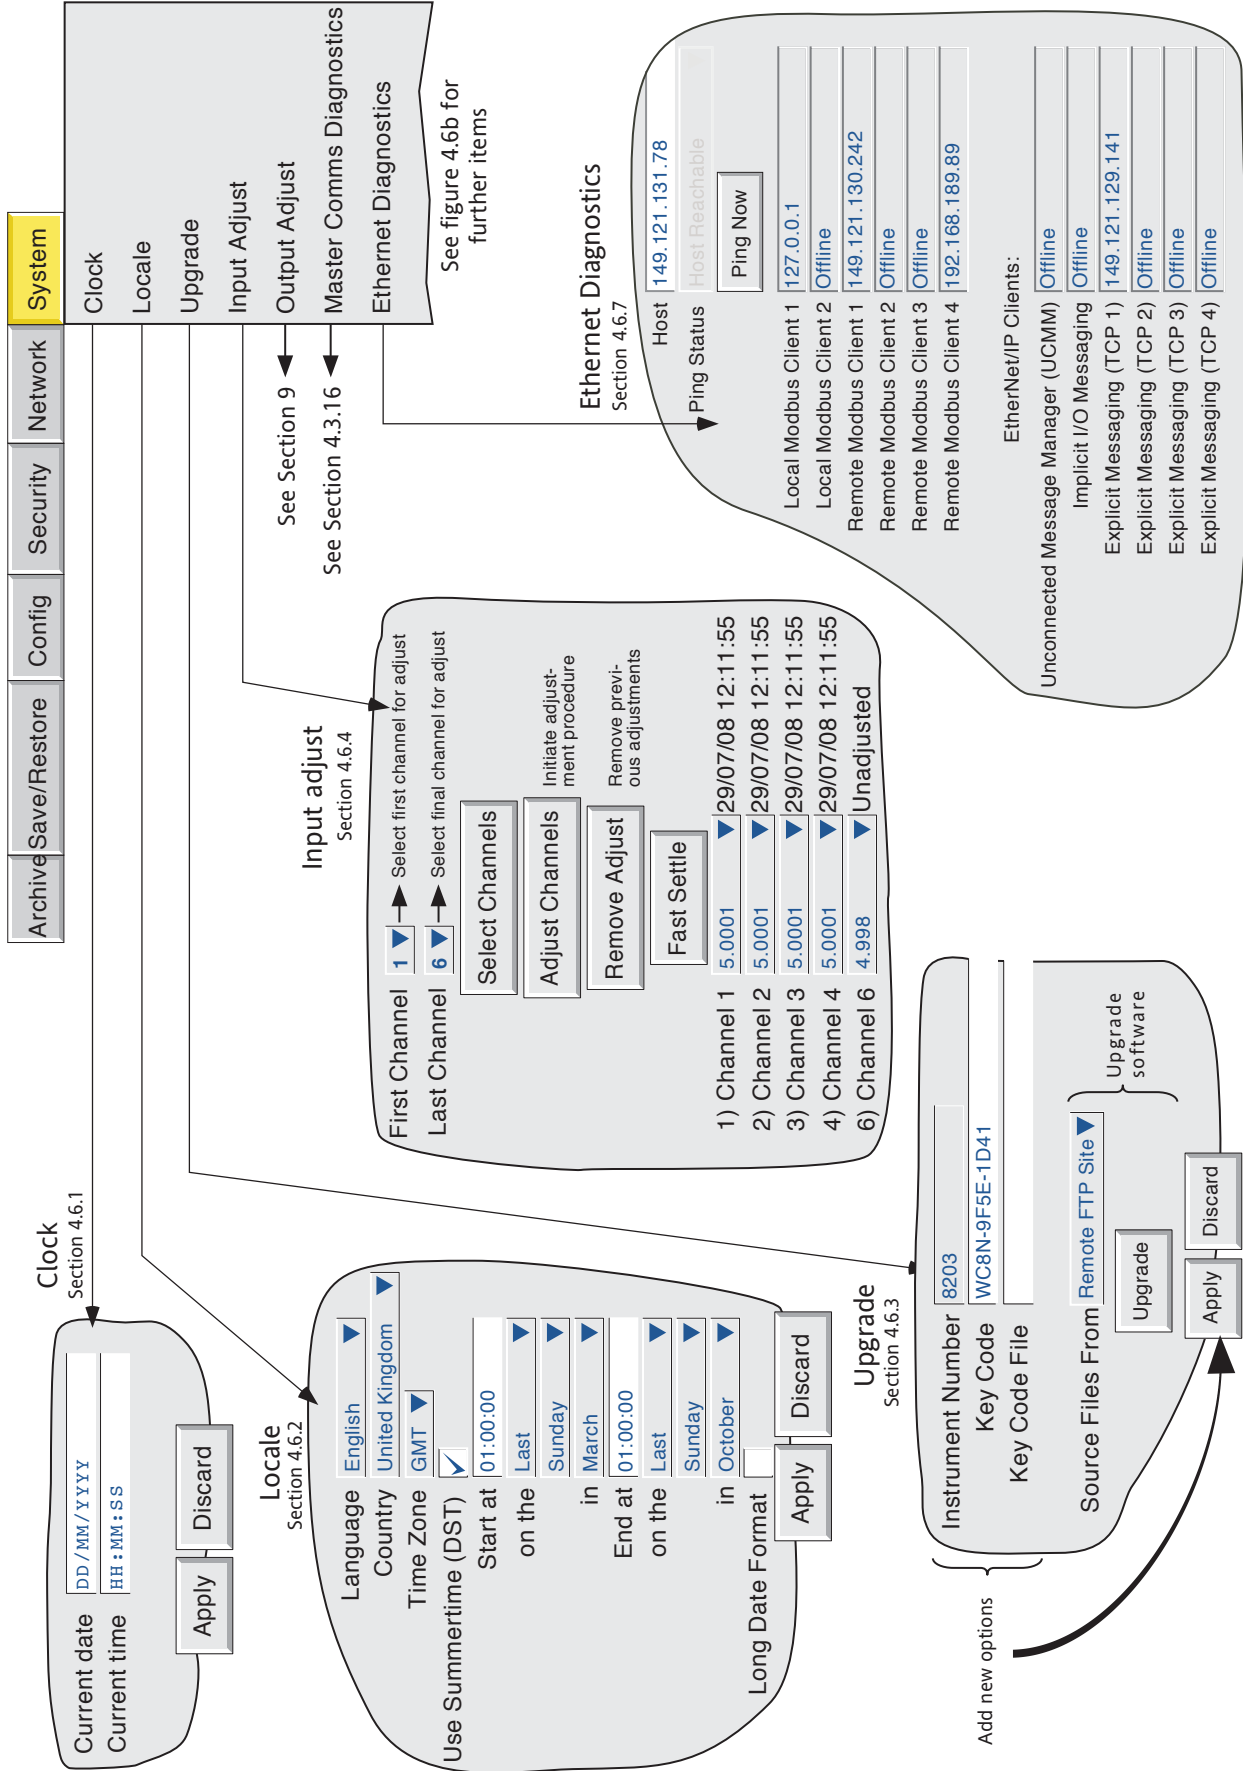 Archive Save/Restore Config Security Network System
Clock
Locale
Upgrade
Input Adjust
Output Adjust
Master Comms Diagnostics
Ethernet Diagnostics
See figure 4.6b for
further items
See Section 9
See Section 4.3.16
Clock
Section 4.6.1
Current date DD/MM/YYYY
Current time HH:MM:SS
Apply Discard
Locale
Section 4.6.2
Language English
Country United Kingdom
Time Zone GMT
Use Summertime (DST)
Start at 01:00:00
on the Last
Sunday
in March
End at 01:00:00
on the Last
Sunday
in October
Long Date Format
Apply Discard
Input adjust
Section 4.6.4
First Channel 1 Select first channel for adjust
Last Channel 6 Select final channel for adjust
Select Channels
Adjust Channels Initiate adjust-
ment procedure
Remove Adjust Remove previ-
ous adjustments
Fast Settle
1) Channel 1 5.0001 29/07/08 12:11:55
2) Channel 2 5.0001 29/07/08 12:11:55
3) Channel 3 5.0001 29/07/08 12:11:55
4) Channel 4 5.0001 29/07/08 12:11:55
6) Channel 6 4.998 Unadjusted
Ethernet Diagnostics
Section 4.6.7
Host 149.121.131.78
Ping Status Host Reachable
Ping Now
Local Modbus Client 1 127.0.0.1
Local Modbus Client 2 Offline
Remote Modbus Client 1 149.121.130.242
Remote Modbus Client 2 Offline
Remote Modbus Client 3 Offline
Remote Modbus Client 4 192.168.189.89
EtherNet/IP Clients:
Unconnected Message Manager (UCMM) Offline
Implicit I/O Messaging Offline
Explicit Messaging (TCP 1) 149.121.129.141
Explicit Messaging (TCP 2) Offline
Explicit Messaging (TCP 3) Offline
Explicit Messaging (TCP 4) Offline
Upgrade
Section 4.6.3
Instrument Number 8203
Key Code WC8N-9F5E-1D41
Key Code File
Source Files From Remote FTP Site
Upgrade
Apply Discard
Add new options
Upgrade
software